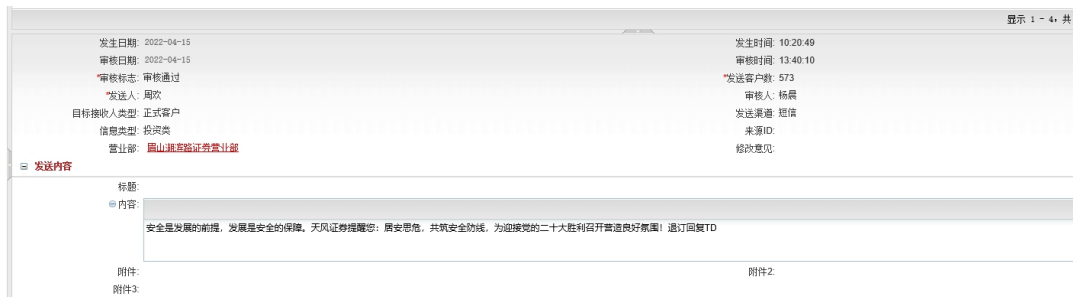 显示 1 - 4，共
发生日期: 2022-04-15
发生时间: 10:20:49
审核日期: 2022-04-15
审核时间: 13:40:10
*审核标志: 审核通过
*发送客户数: 573
*发送人: 周欢
审核人: 杨晨
目标接收人类型: 正式客户
发送渠道: 短信
信息类型: 投资类
来源ID:
营业部: 眉山湖滨路证券营业部
修改意见:
发送内容
标题:
内容:
安全是发展的前提，发展是安全的保障。天风证券提醒您：居安思危，共筑安全防线，为迎接党的二十大胜利召开营造良好氛围！退订回复TD
附件:
附件2:
附件3: